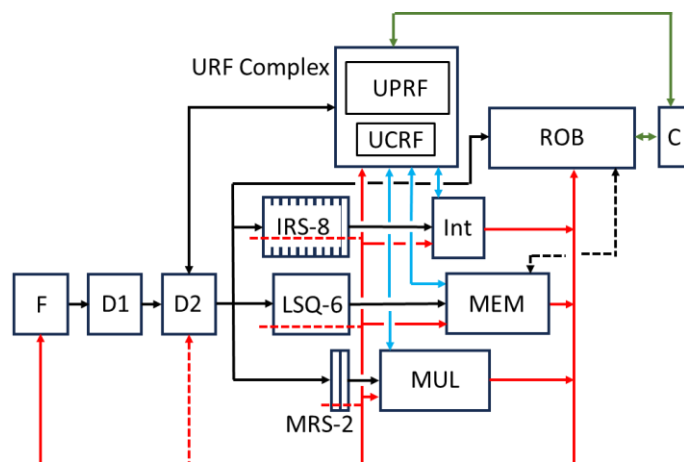 URF Complex
UPRF
UCRF
ROB
C
IRS-8
Int
F
D1
D2
LSQ-6
MEM
MUL
MRS-2